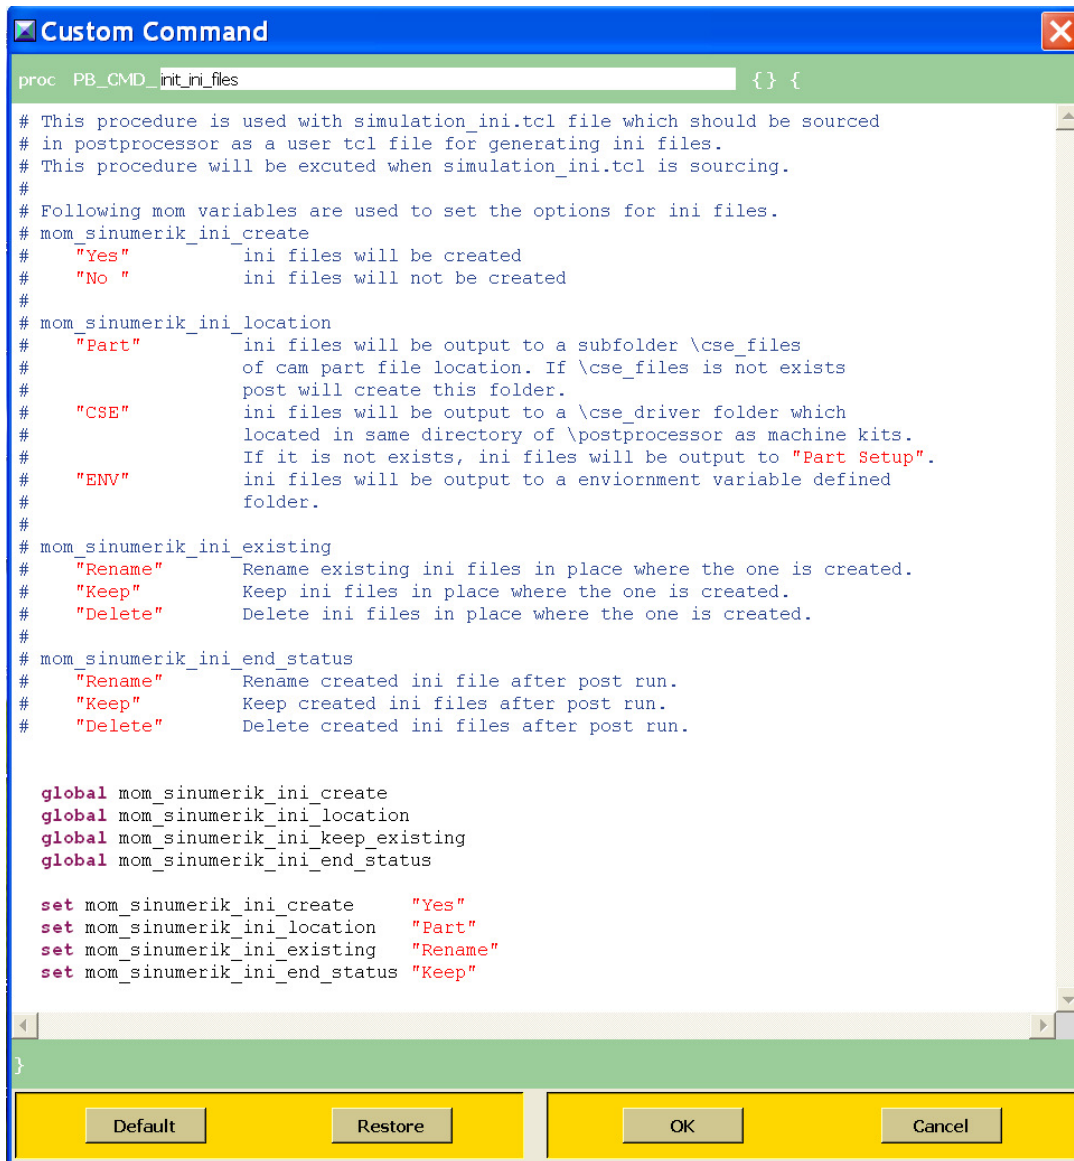 Custom Command
proc PB_CMD_ init_ini_files {} {
# This procedure is used with simulation_ini.tcl file which should be sourced
# in postprocessor as a user tcl file for generating ini files.
# This procedure will be excuted when simulation_ini.tcl is sourcing.
#
# Following mom variables are used to set the options for ini files.
# mom_sinumerik_ini_create
#    "Yes"          ini files will be created
#    "No "          ini files will not be created
#
# mom_sinumerik_ini_location
#    "Part"         ini files will be output to a subfolder \cse_files
#                   of cam part file location. If \cse_files is not exists
#                   post will create this folder.
#    "CSE"          ini files will be output to a \cse_driver folder which
#                   located in same directory of \postprocessor as machine kits.
#                   If it is not exists, ini files will be output to "Part Setup".
#    "ENV"          ini files will be output to a enviornment variable defined
#                   folder.
#
# mom_sinumerik_ini_existing
#    "Rename"       Rename existing ini files in place where the one is created.
#    "Keep"         Keep ini files in place where the one is created.
#    "Delete"       Delete ini files in place where the one is created.
#
# mom_sinumerik_ini_end_status
#    "Rename"       Rename created ini file after post run.
#    "Keep"         Keep created ini files after post run.
#    "Delete"       Delete created ini files after post run.
global mom_sinumerik_ini_create
global mom_sinumerik_ini_location
global mom_sinumerik_ini_keep_existing
global mom_sinumerik_ini_end_status
set mom_sinumerik_ini_create     "Yes"
set mom_sinumerik_ini_location   "Part"
set mom_sinumerik_ini_existing   "Rename"
set mom_sinumerik_ini_end_status "Keep"
}
Default Restore OK Cancel